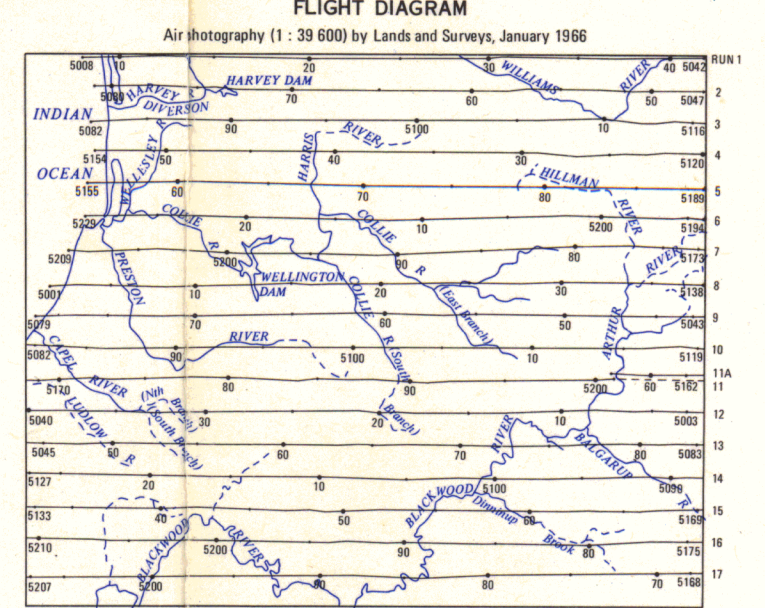 FLIGHT DIAGRAM
Air photography (1 : 39 600) by Lands and Surveys, January 1966
5008 10 20 30 40 5042 RUN 1
WILLIAMS RIVER
HARVEY DAM
5080 HARVEY R 70 60 50 5047 2
DIVERSON
INDIAN
5082 R 90 RIVER 5100 10 5116 3
5154 50 WELLESLEY HARRIS 40 30 5120 4
OCEAN
HILLMAN
5155 60 70 80 5189 5
5229 COLLIE 20 COLLIE 10 5200 RIVER 5194 6
5209 R 5200 90 80 5173 7
PRESTON WELLINGTON R RIVER
DAM
5001 10 COLLIE 20 (East Branch) 30 5138 8
5079 70 60 50 ARTHUR 5043 9
CAPEL RIVER R
5082 90 5100 10 5119 10
(South
11A
5170 RIVER 80 90 5200 60 5162 11
(Nth
Branch)
LUDLOW
5040 (South Branch) 30 20 Branch) 10 5003 12
RIVER
BALGARUP
5045 50 60 70 80 5083 13
R
5127 20 10 5100 5090 14
BLACKWOOD
Dinninup
R
5133 40 50 60 5169 15
Brook
5210 BLACKWOOD 5200 RIVER 90 80 5175 16
5207 5200 90 80 70 5168 17